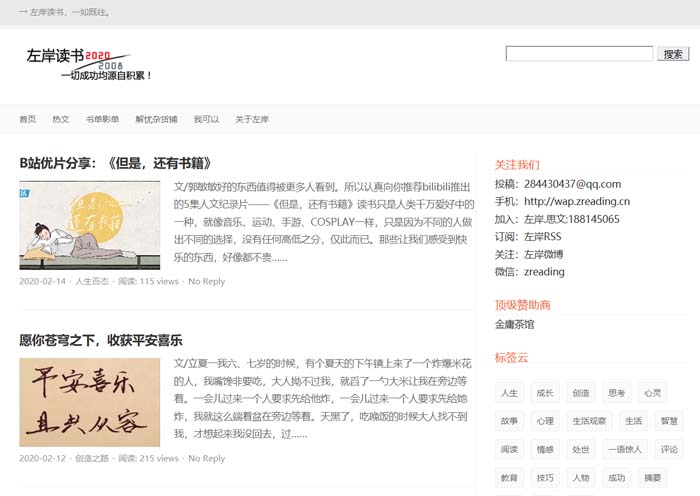 → 左岸读书，一如既往。
左岸读书2020
2008
一切成功均源自积累！
搜索
首页 热文 书单影单 解忧杂货铺 我可以 关于左岸
B站优片分享：《但是，还有书籍》
但是，
还有书籍
文/郭敏敏好的东西值得被更多人看到。所以认真向你推荐bilibili推出
的5集人文纪录片——《但是，还有书籍》读书只是人类千万爱好中的
一种，就像音乐、运动、手游、COSPLAY一样，只是因为不同的人做
出不同的选择，没有任何高低之分，仅此而已。那些让我们感受到快
乐的东西，好像都不贵……
2020-02-14 · 人生百态 · 阅读: 115 views · No Reply
愿你苍穹之下，收获平安喜乐
平安喜乐
且共从容
文/立夏一我六、七岁的时候，有个夏天的下午镇上来了一个炸爆米花
的人，我嘴馋非要吃，大人拗不过我，就舀了一勺大米让我在旁边等
着。一会儿过来一个人要求先给他炸，一会儿过来一个人要求先给她
炸，我就这么端着盆在旁边等着。天黑了，吃晚饭的时候大人找不到
我，才想起来我没回去，过……
2020-02-12 · 创造之路 · 阅读: 215 views · No Reply
关注我们
投稿：284430437@qq.com
手机：http://wap.zreading.cn
加入：左岸.思文:188145065
订阅：左岸RSS
关注：左岸微博
微信：zreading
顶级赞助商
金庸茶馆
标签云
人生 成长 创造 思考 心灵
故事 心理 生活观察 生活 智慧
阅读 情感 处世 一语惊人 评论
教育 技巧 人物 成功 摘要